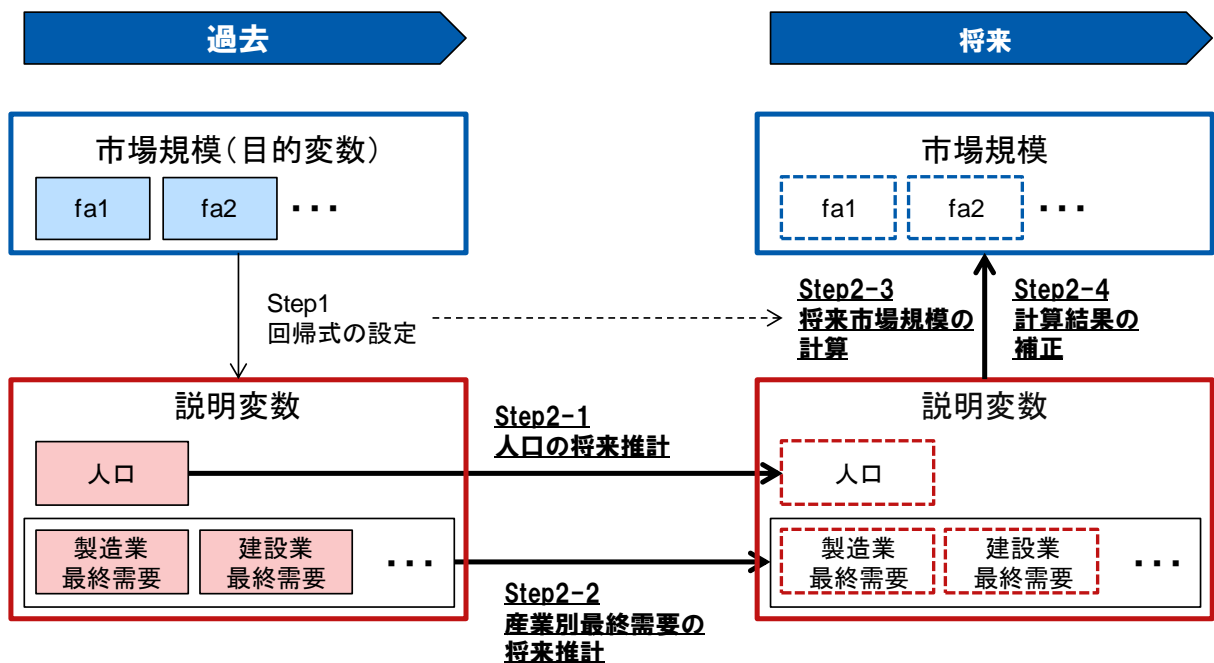 過去
将来
市場規模(目的変数)
fa1
fa2
・・・
市場規模
fa1
fa2
・・・
Step1
回帰式の設定
Step2-3
将来市場規模の
計算
Step2-4
計算結果の
補正
説明変数
人口
製造業
最終需要
建設業
最終需要
・・・
Step2-1
人口の将来推計
Step2-2
産業別最終需要の
将来推計
説明変数
人口
製造業
最終需要
建設業
最終需要
・・・